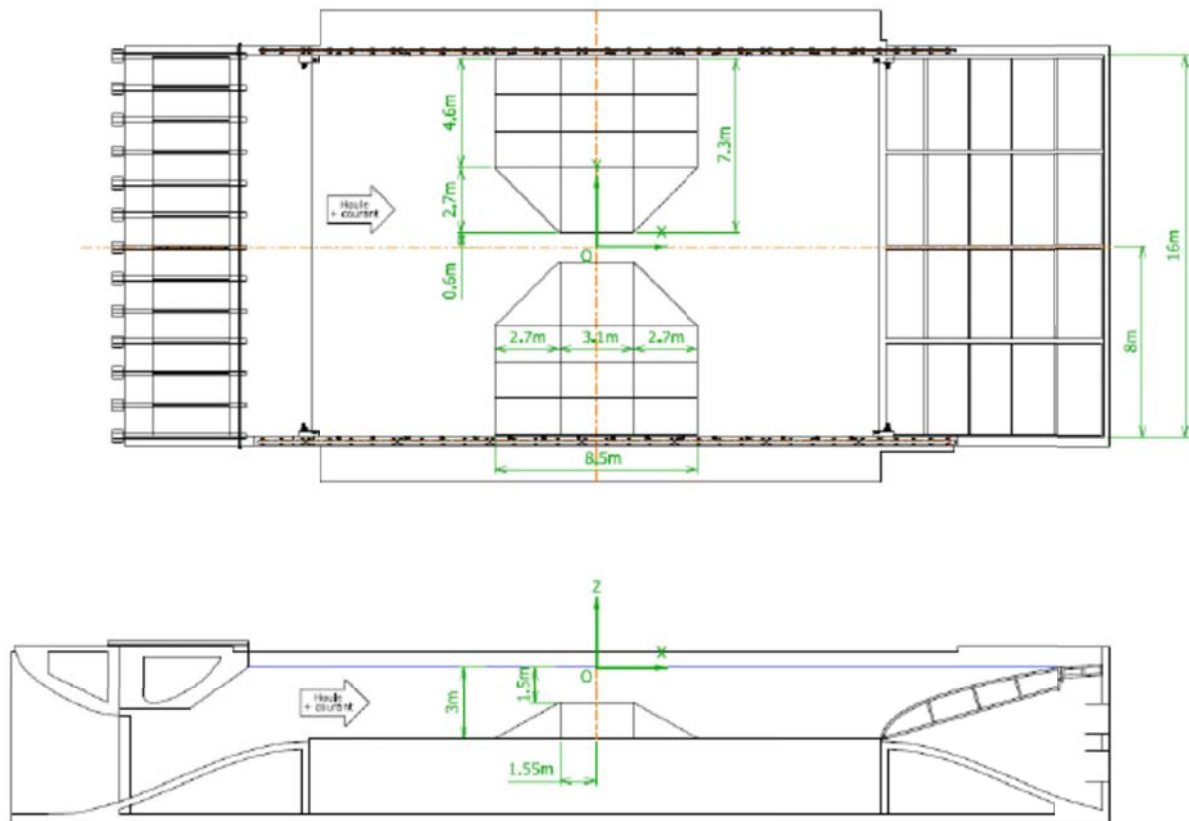 4.6m
7.3m
2.7m
Houle
+ courant
Y
X
O
0.6m
16m
8m
2.7m
3.1m
2.7m
8.5m
Z
X
O
Houle
+ courant
3m
1.5m
1.55m